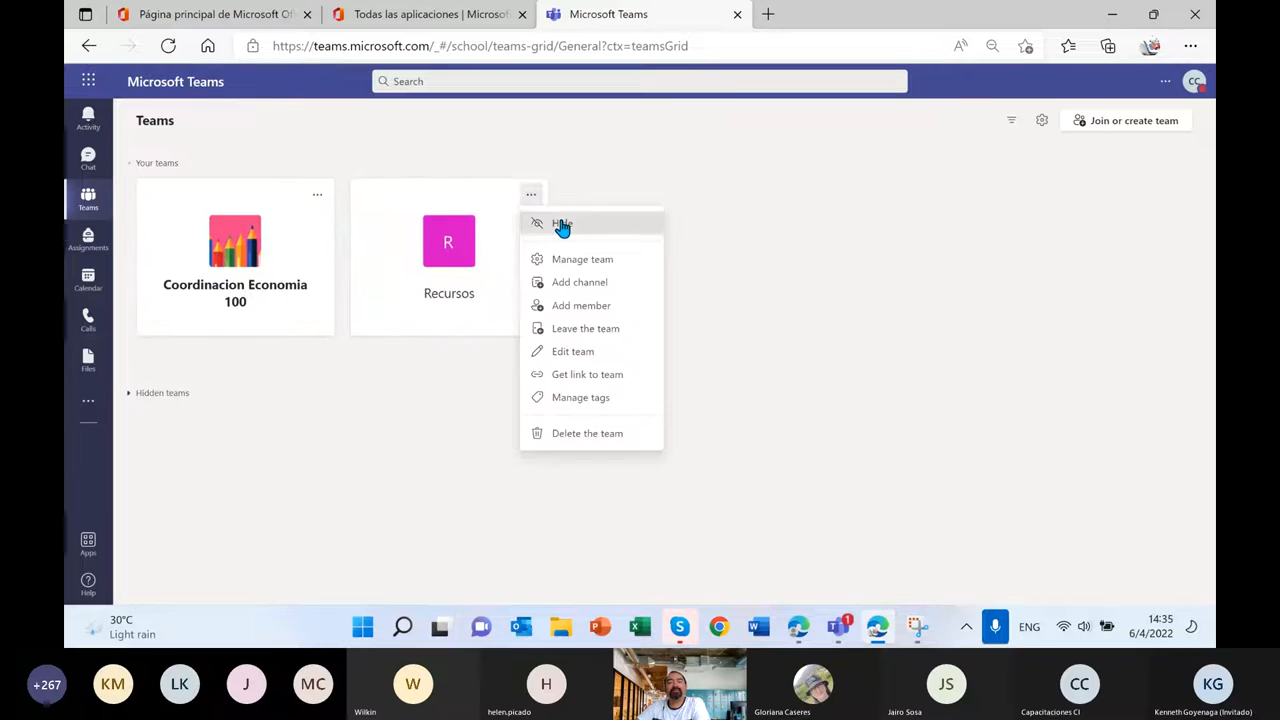 Página principal de Microsoft Of
Todas las aplicaciones | Microsof
Microsoft Teams
https://teams.microsoft.com/_#/school/teams-grid/General?ctx=teamsGrid
Microsoft Teams
Search
CC
Activity
Chat
Teams
Assignments
Calendar
Calls
Files
Apps
Help
Teams
Join or create team
Your teams
Coordinacion Economia
100
R
Recursos
Hide
Manage team
Add channel
Add member
Leave the team
Edit team
Get link to team
Manage tags
Delete the team
Hidden teams
30°C
Light rain
1
ENG
14:35
6/4/2022
+267
KM
LK
J
MC
W
Wilkin
H
helen.picado
Gloriana Caseres
JS
Jairo Sosa
CC
Capacitaciones CI
KG
Kenneth Goyenaga (Invitado)